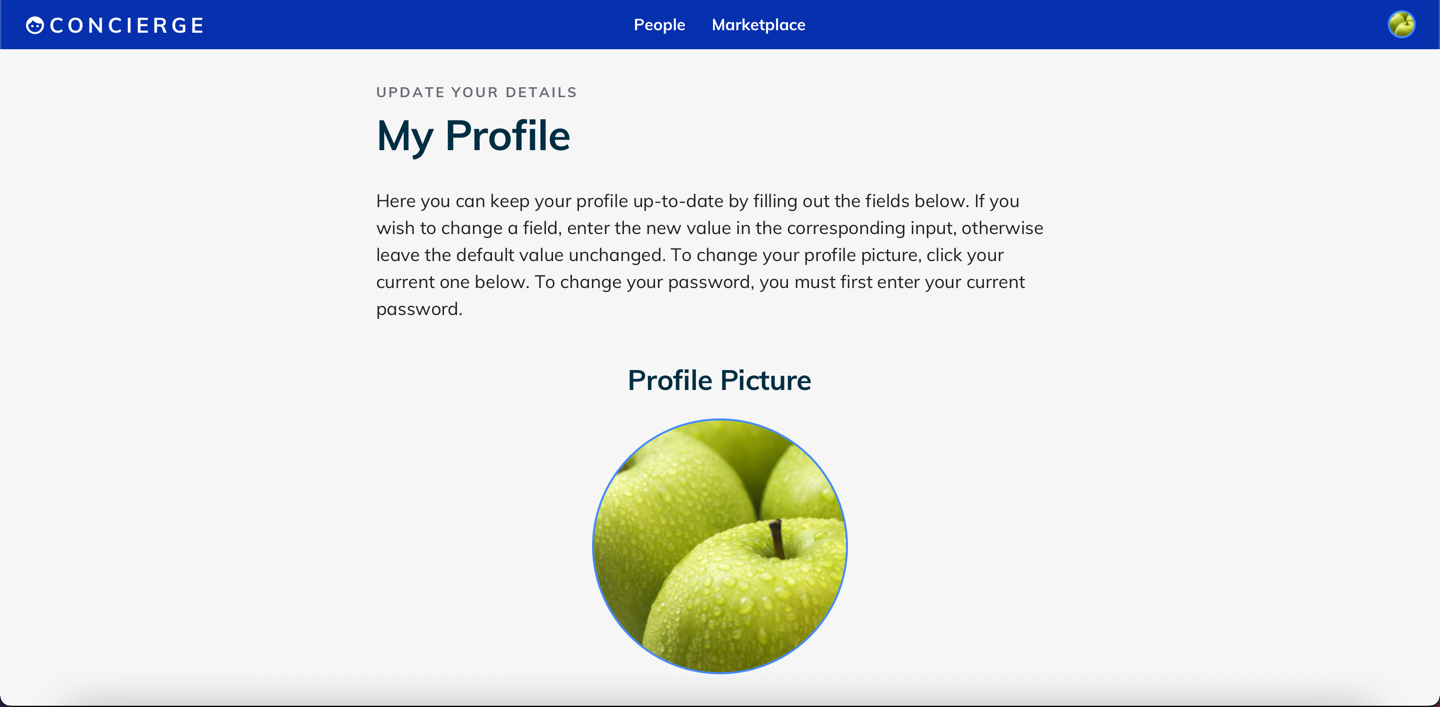 CONCIERGE
People
Marketplace
UPDATE YOUR DETAILS
My Profile
Here you can keep your profile up-to-date by filling out the fields below. If you
wish to change a field, enter the new value in the corresponding input, otherwise
leave the default value unchanged. To change your profile picture, click your
current one below. To change your password, you must first enter your current
password.
Profile Picture